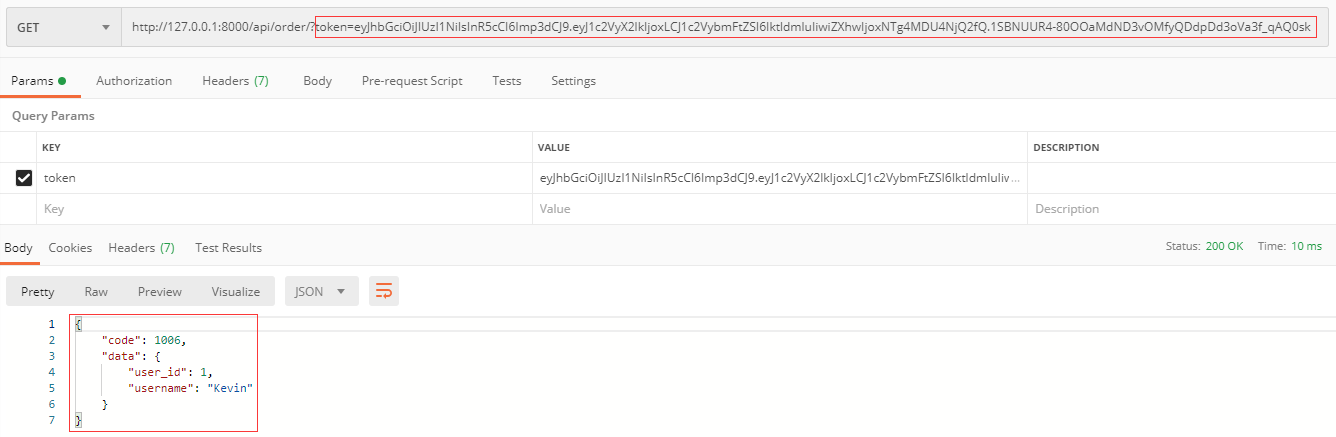 GET http://127.0.0.1:8000/api/order/?token=eyJhbGciOiJIUzI1NiIsInR5cCI6Imp3dCJ9.eyJ1c2VyX2lkIjoxLCJ1c2VybmFtZSI6IktldmluIiwiZXhwIjoxNTg4MDU4NjQ2fQ.1SBNUUR4-80OOaMdND3vOMfyQDdpDd3oVa3f_qAQ0sk
Params Authorization Headers (7) Body Pre-request Script Tests Settings
Query Params
KEY VALUE DESCRIPTION
token eyJhbGciOiJIUzI1NiIsInR5cCI6Imp3dCJ9.eyJ1c2VyX2lkIjoxLCJ1c2VybmFtZSI6IktldmluIiw...
Key Value Description
Body Cookies Headers (7) Test Results Status: 200 OK Time: 10 ms
Pretty Raw Preview Visualize JSON
1 {
2 "code": 1006,
3 "data": {
4 "user_id": 1,
5 "username": "Kevin"
6 }
7 }